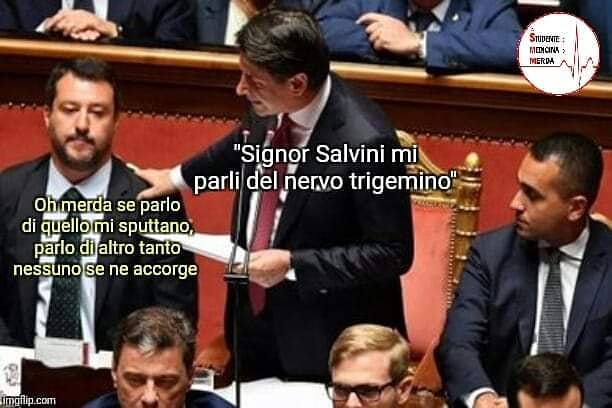 STUDENTE :
MEDICINA :
MERDA
"Signor Salvini mi
parli del nervo trigemino"
Oh merda se parlo
di quello mi sputtano,
parlo di altro tanto
nessuno se ne accorge
imgflip.com